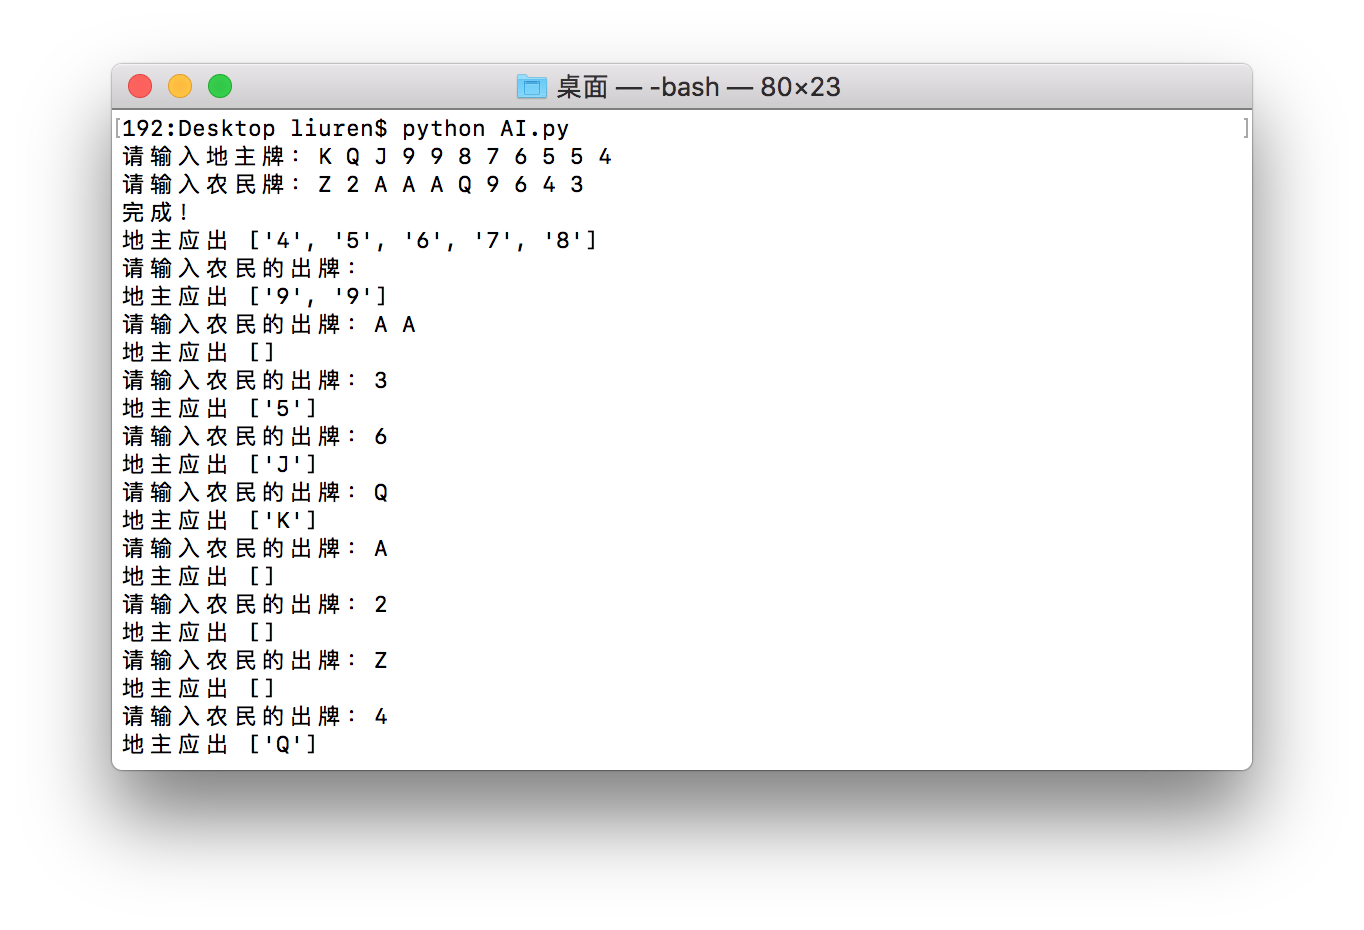 桌面 — -bash — 80×23
192:Desktop liuren$ python AI.py
请输入地主牌：K Q J 9 9 8 7 6 5 5 4
请输入农民牌：Z 2 A A A Q 9 6 4 3
完成！
地主应出 ['4', '5', '6', '7', '8']
请输入农民的出牌：
地主应出 ['9', '9']
请输入农民的出牌：A A
地主应出 []
请输入农民的出牌：3
地主应出 ['5']
请输入农民的出牌：6
地主应出 ['J']
请输入农民的出牌：Q
地主应出 ['K']
请输入农民的出牌：A
地主应出 []
请输入农民的出牌：2
地主应出 []
请输入农民的出牌：Z
地主应出 []
请输入农民的出牌：4
地主应出 ['Q']